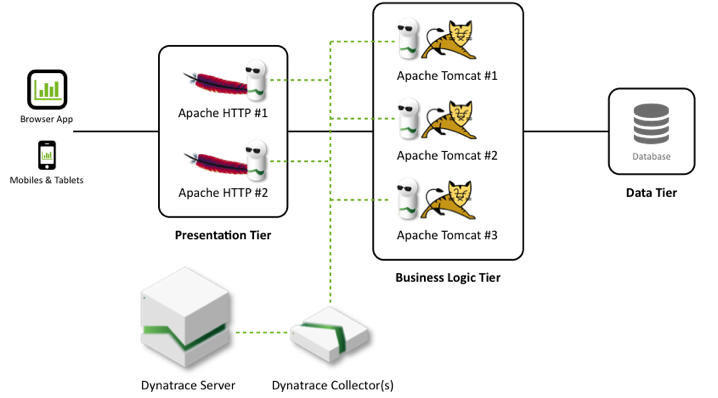 Browser App
Mobiles & Tablets
Apache HTTP #1
Apache HTTP #2
Presentation Tier
Apache Tomcat #1
Apache Tomcat #2
Apache Tomcat #3
Business Logic Tier
Database
Data Tier
Dynatrace Server
Dynatrace Collector(s)